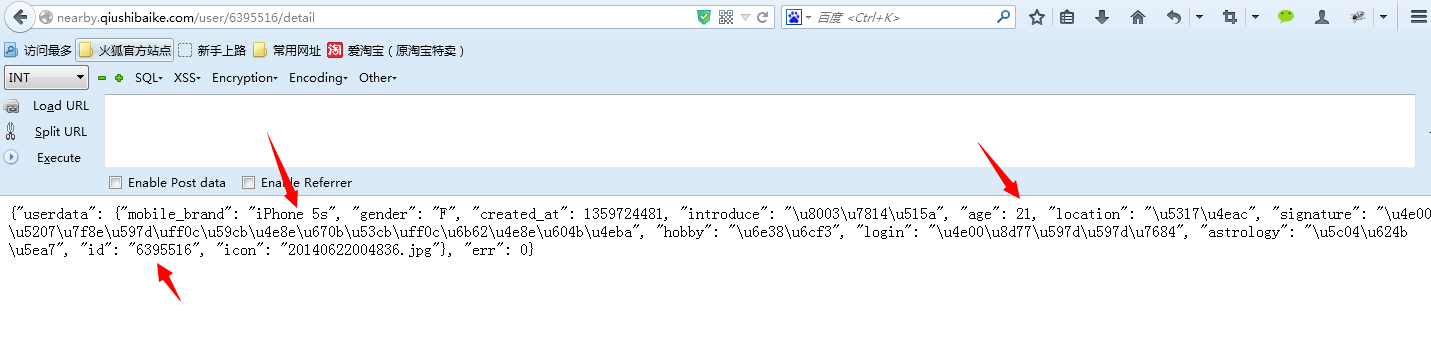 nearby.qiushibaike.com/user/6395516/detail
百度 <Ctrl+K>
访问最多 火狐官方站点 新手上路 常用网址 淘 爱淘宝（原淘宝特卖）
INT SQL XSS Encryption Encoding Other
Load URL
Split URL
Execute
Enable Post data Enable Referrer
{"userdata": {"mobile_brand": "iPhone 5s", "gender": "F", "created_at": 1359724481, "introduce": "\u8003\u7814\u515a", "age": 21, "location": "\u5317\u4eac", "signature": "\u4e00
\u5207\u7f8e\u597d\uff0c\u59cb\u4e8e\u670b\u53cb\uff0c\u6b62\u4e8e\u604b\u4eba", "hobby": "\u6e38\u6cf3", "login": "\u4e00\u8d77\u597d\u597d\u7684", "astrology": "\u5c04\u624b
\u5ea7", "id": "6395516", "icon": "20140622004836.jpg"}, "err": 0}